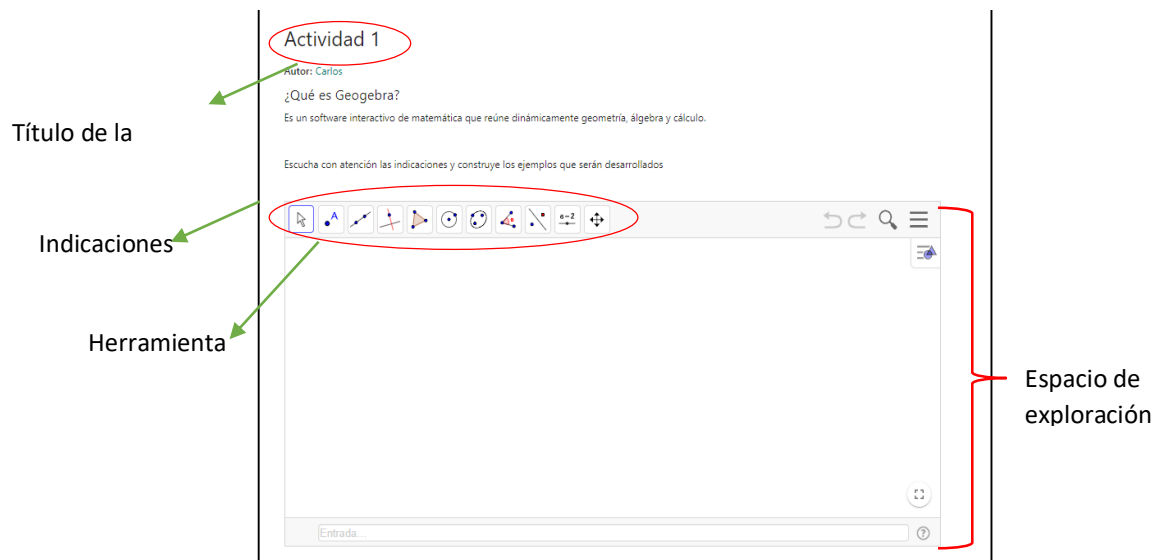 Actividad 1
Autor: Carlos
¿Qué es Geogebra?
Es un software interactivo de matemática que reúne dinámicamente geometría, álgebra y cálculo.
Título de la
Escucha con atención las indicaciones y construye los ejemplos que serán desarrollados
A
a=2
Indicaciones
Herramienta
Espacio de
exploración
Entrada...
?